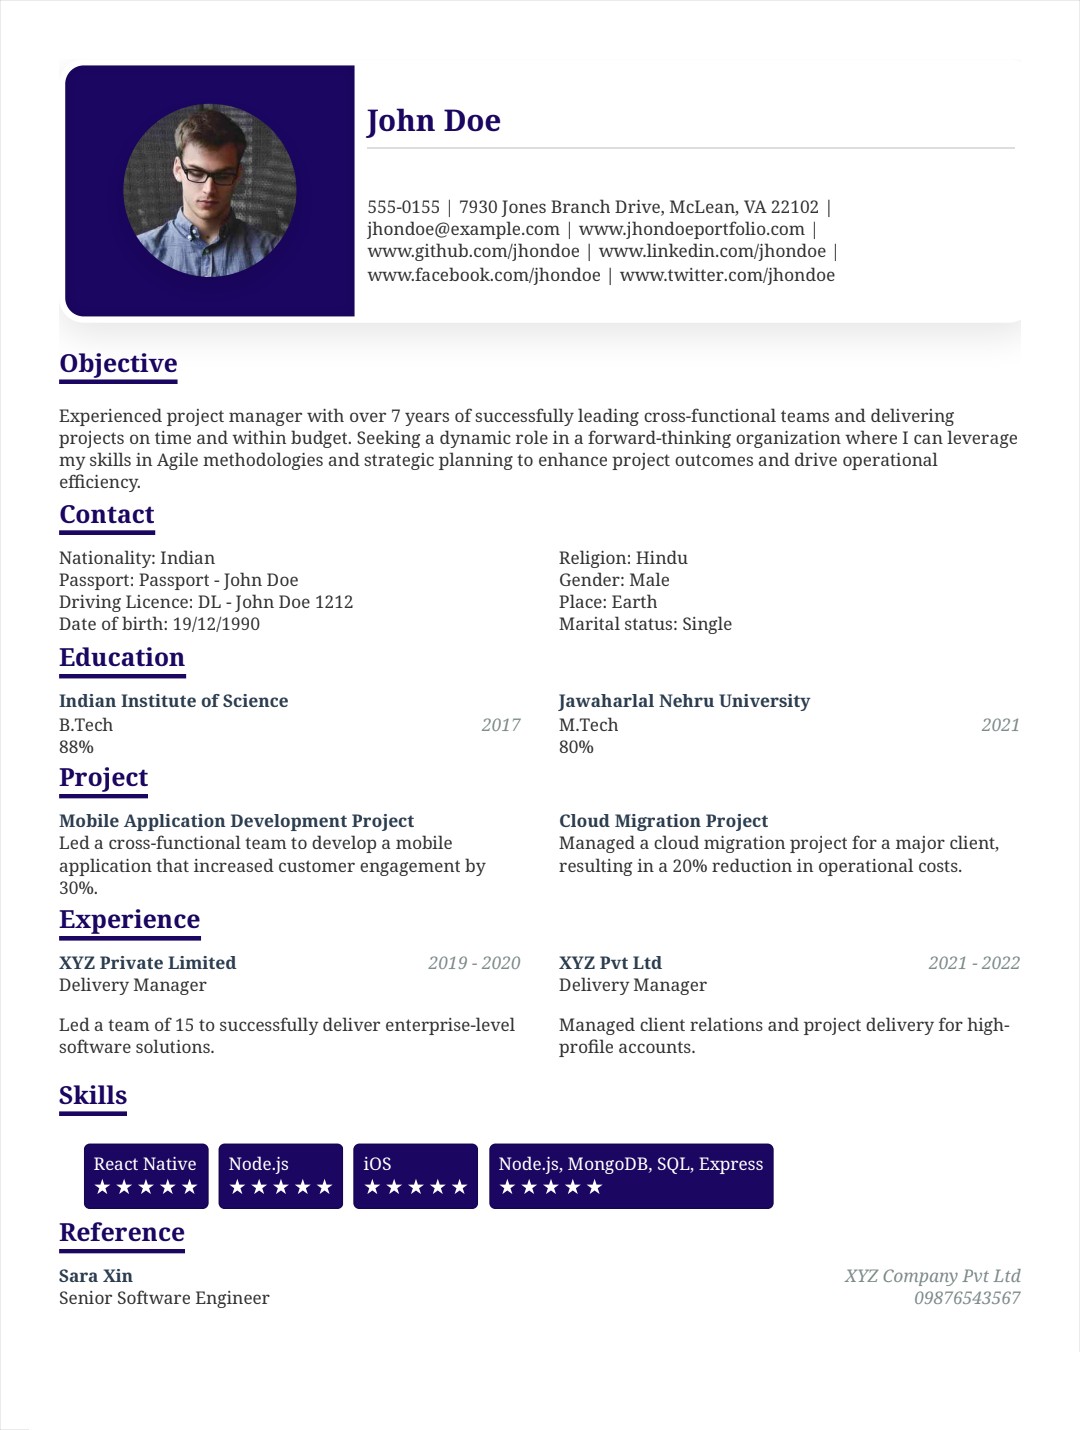 John Doe
555-0155 | 7930 Jones Branch Drive, McLean, VA 22102 |
jhondoe@example.com | www.jhondoeportfolio.com |
www.github.com/jhondoe | www.linkedin.com/jhondoe |
www.facebook.com/jhondoe | www.twitter.com/jhondoe
Objective
Experienced project manager with over 7 years of successfully leading cross-functional teams and delivering
projects on time and within budget. Seeking a dynamic role in a forward-thinking organization where I can leverage
my skills in Agile methodologies and strategic planning to enhance project outcomes and drive operational
efficiency.
Contact
Nationality: Indian
Passport: Passport - John Doe
Driving Licence: DL - John Doe 1212
Date of birth: 19/12/1990
Religion: Hindu
Gender: Male
Place: Earth
Marital status: Single
Education
Indian Institute of Science
B.Tech 2017
88%
Jawaharlal Nehru University
M.Tech 2021
80%
Project
Mobile Application Development Project
Led a cross-functional team to develop a mobile
application that increased customer engagement by
30%.
Cloud Migration Project
Managed a cloud migration project for a major client,
resulting in a 20% reduction in operational costs.
Experience
XYZ Private Limited 2019 - 2020
Delivery Manager
Led a team of 15 to successfully deliver enterprise-level
software solutions.
XYZ Pvt Ltd 2021 - 2022
Delivery Manager
Managed client relations and project delivery for high-
profile accounts.
Skills
React Native
★ ★ ★ ★ ★
Node.js
★ ★ ★ ★ ★
iOS
★ ★ ★ ★ ★
Node.js, MongoDB, SQL, Express
★ ★ ★ ★ ★
Reference
Sara Xin XYZ Company Pvt Ltd
Senior Software Engineer 09876543567